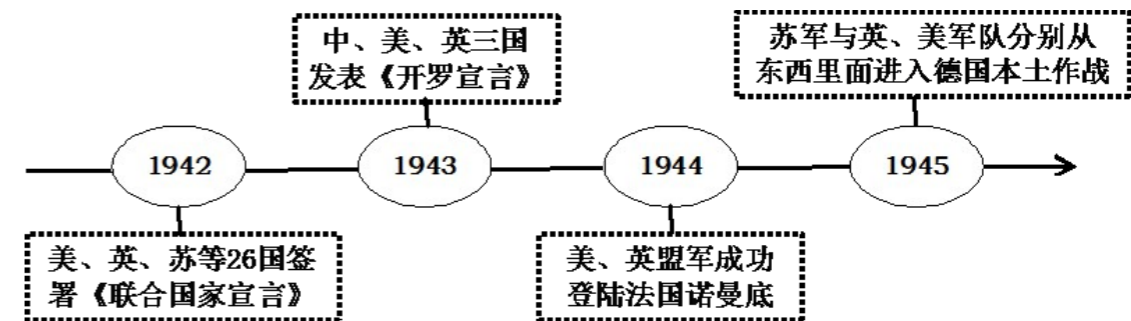 中、美、英三国
发表《开罗宣言》
苏军与英、美军队分别从
东西里面进入德国本土作战
1942
1943
1944
1945
美、英、苏等26国签
署《联合国家宣言》
美、英盟军成功
登陆法国诺曼底